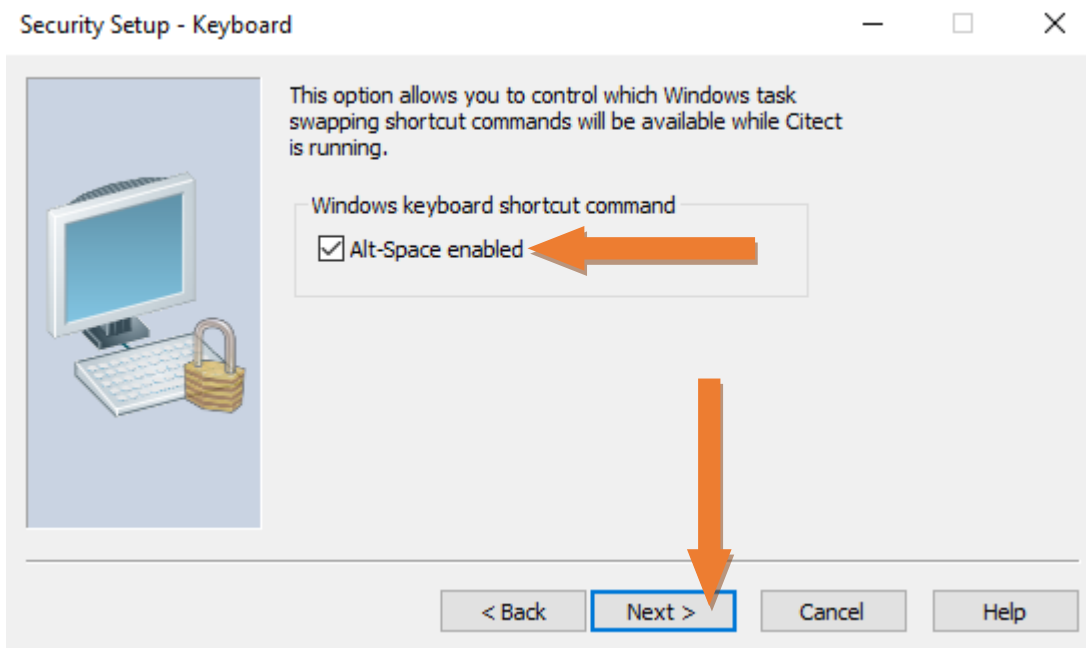 Security Setup - Keyboard
This option allows you to control which Windows task
swapping shortcut commands will be available while Citect
is running.
Windows keyboard shortcut command
Alt-Space enabled
< Back
Next >
Cancel
Help